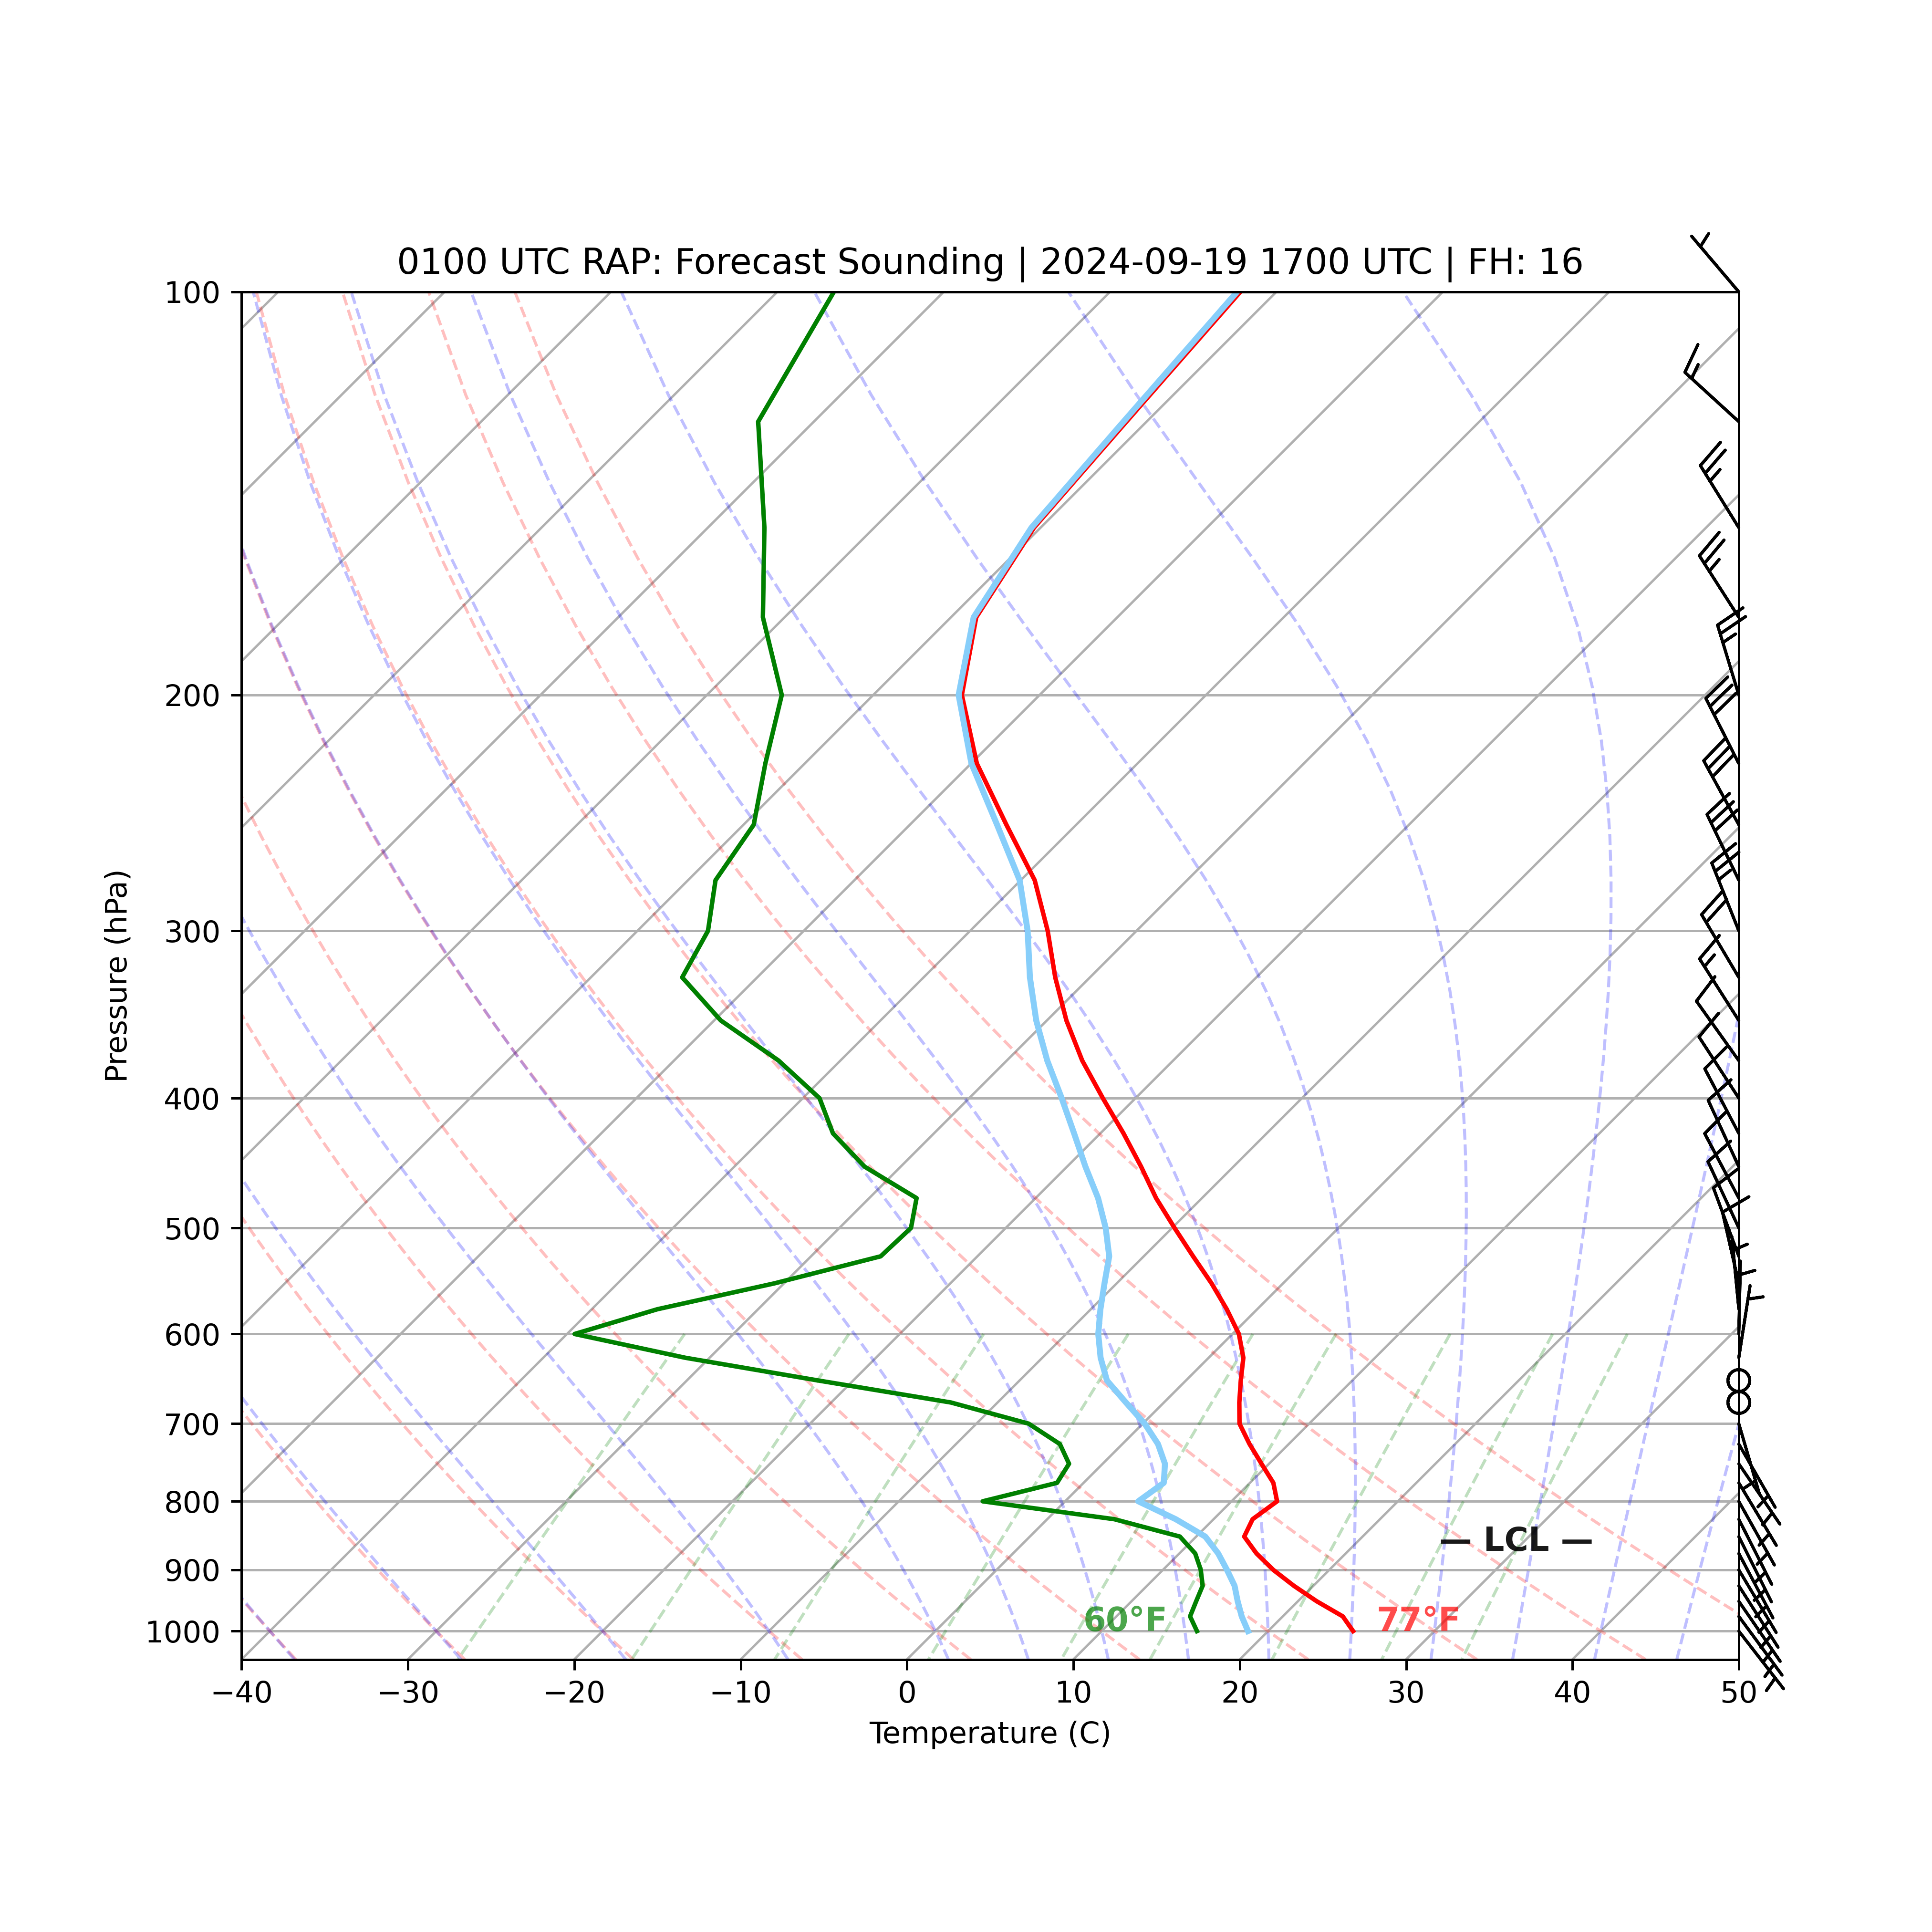 0100 UTC RAP: Forecast Sounding | 2024-09-19 1700 UTC | FH: 16
100
200
300
400
500
600
700
800
900
1000
Pressure (hPa)
— LCL —
60°F
77°F
−40 −30 −20 −10 0 10 20 30 40 50
Temperature (C)